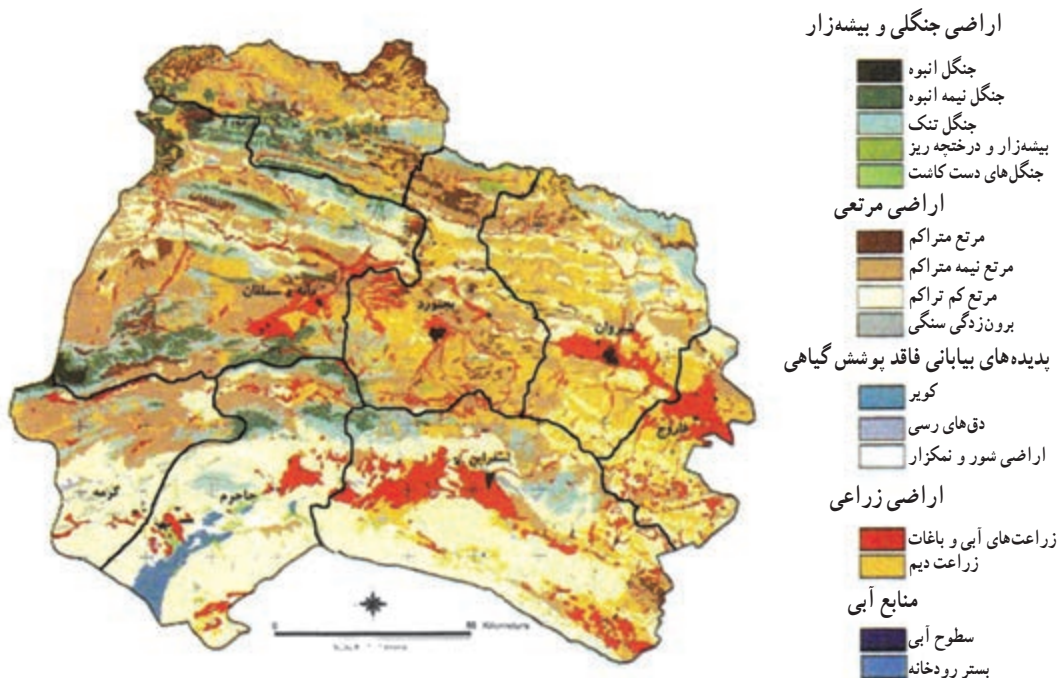 اراضی جنگلی و بیشه‌زار
جنگل انبوه
جنگل نیمه انبوه
جنگل تنک
بیشه‌زار و درختچه ریز
جنگل‌های دست کاشت
اراضی مرتعی
مرتع متراکم
مرتع نیمه متراکم
مرتع کم تراکم
برون‌زدگی سنگی
پدیده‌های بیابانی فاقد پوشش گیاهی
کویر
دق‌های رسی
اراضی شور و نمکزار
اراضی زراعی
زراعت‌های آبی و باغات
زراعت دیم
منابع آبی
سطوح آبی
بستر رودخانه
مانه و سملقان
بجنورد
شیروان
فاروج
اسفراین
جاجرم
گرمه
0
Kilometers